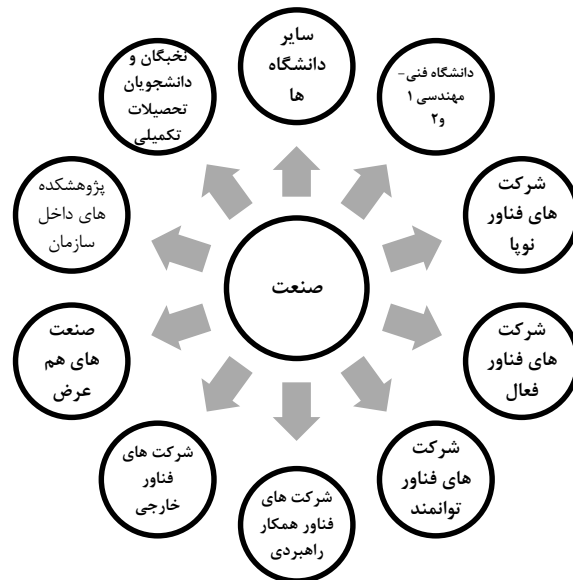 سایر
دانشگاه
ها
دانشگاه فنی-
مهندسی ۱
و۲
شرکت
های فناور
نوپا
شرکت
های فناور
فعال
شرکت
های فناور
توانمند
شرکت های
فناور همکار
راهبردی
شرکت های
فناور
خارجی
صنعت
های هم
عرض
پژوهشکده
های داخل
سازمان
نخبگان و
دانشجویان
تحصیلات
تکمیلی
صنعت